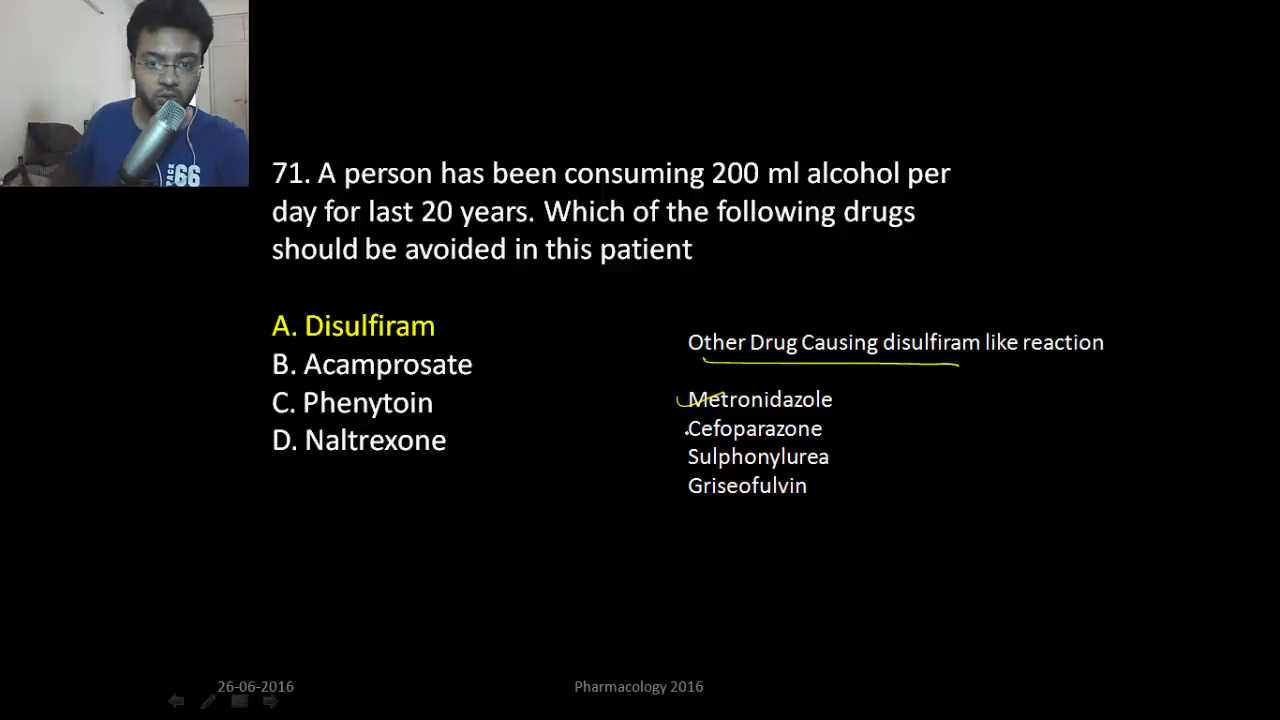 PACK
66
71. A person has been consuming 200 ml alcohol per
day for last 20 years. Which of the following drugs
should be avoided in this patient
A. Disulfiram
B. Acamprosate
C. Phenytoin
D. Naltrexone
Other Drug Causing disulfiram like reaction
Metronidazole
Cefoparazone
Sulphonylurea
Griseofulvin
26-06-2016
Pharmacology 2016